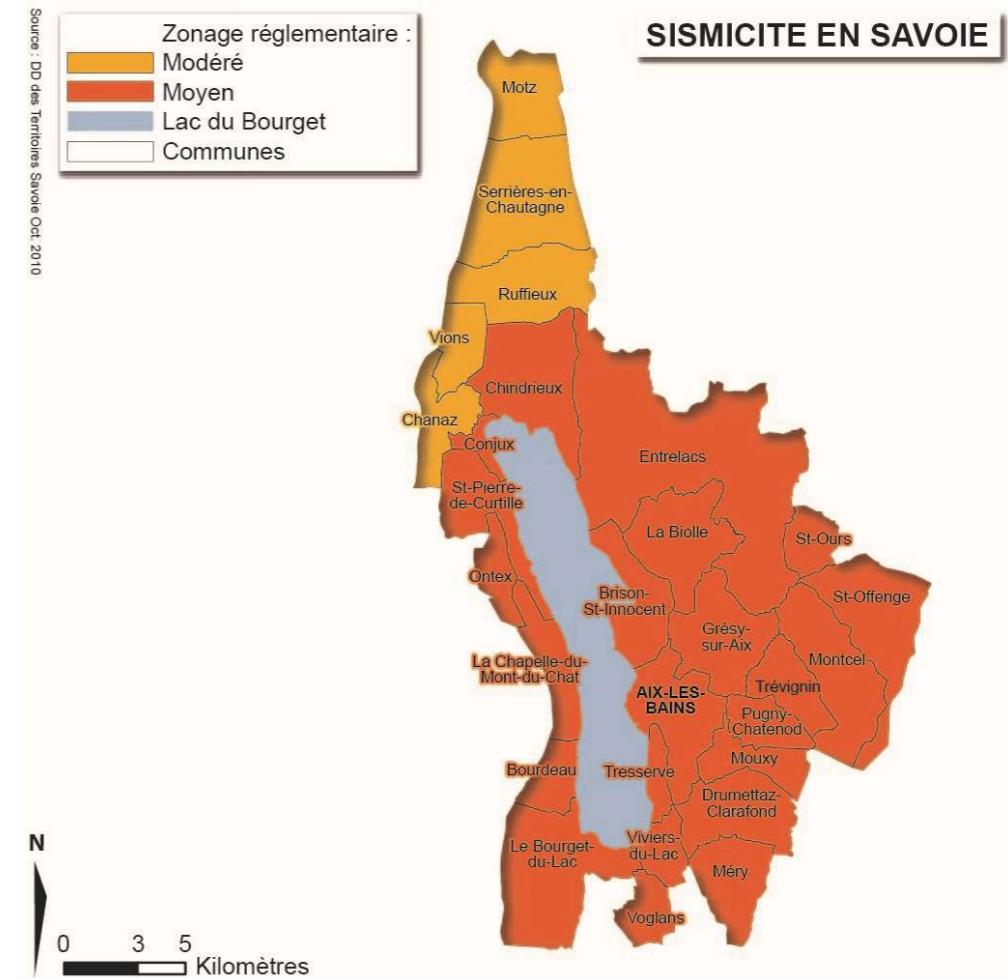 SISMICITE EN SAVOIE
Source : DD des Territoires Savoie Oct. 2010
Zonage réglementaire :
Modéré
Moyen
Lac du Bourget
Communes
Motz
Serrières-en-
Chautagne
Ruffieux
Vions
Chindrieux
Chanaz
Conjux
Entrelacs
St-Pierre-
de-Curtille
La Biolle
St-Ours
Ontex
Brison-
St-Innocent
St-Offenge
Grésy-
sur-Aix
Montcel
La Chapelle-du-
Mont-du-Chat
Trévignin
AIX-LES-
BAINS
Pugny-
Chatenod
Mouxy
Bourdeau
Tresserve
Drumettaz-
Clarafond
Le Bourget-
du-Lac
Viviers-
du-Lac
Méry
Voglans
N
0 3 5
Kilomètres